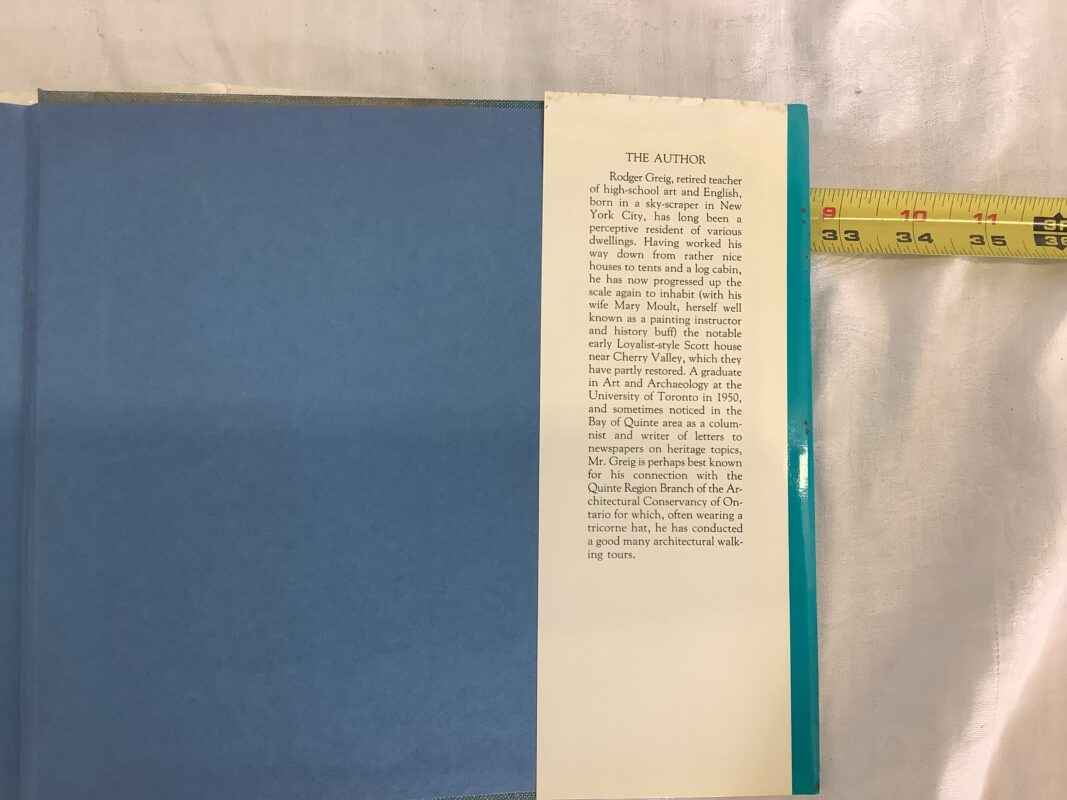 THE AUTHOR
Rodger Greig, retired teacher
of high-school art and English,
born in a sky-scraper in New
York City, has long been a
perceptive resident of various
dwellings. Having worked his
way down from rather nice
houses to tents and a log cabin,
he has now progressed up the
scale again to inhabit (with his
wife Mary Moult, herself well
known as a painting instructor
and history buff) the notable
early Loyalist-style Scott house
near Cherry Valley, which they
have partly restored. A graduate
in Art and Archaeology at the
University of Toronto in 1950,
and sometimes noticed in the
Bay of Quinte area as a colum-
nist and writer of letters to
newspapers on heritage topics,
Mr. Greig is perhaps best known
for his connection with the
Quinte Region Branch of the Ar-
chitectural Conservancy of On-
tario for which, often wearing a
tricorne hat, he has conducted
a good many architectural walk-
ing tours.
9 10 11
33 34 35